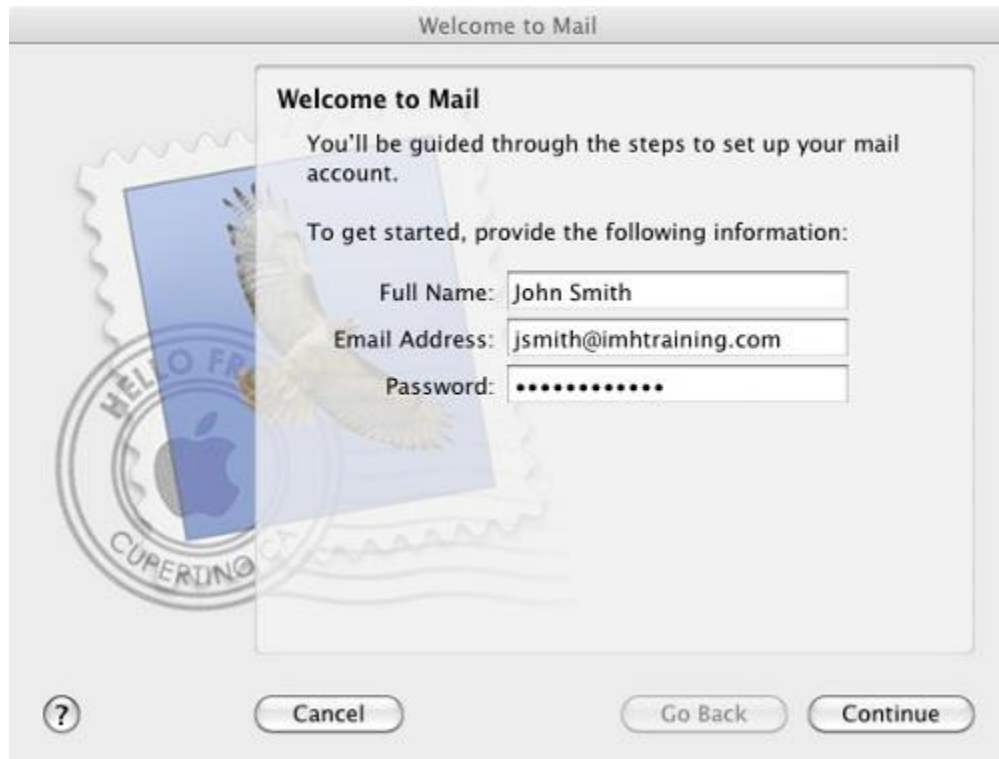 Welcome to Mail
Welcome to Mail
You'll be guided through the steps to set up your mail
account.
To get started, provide the following information:
Full Name: John Smith
Email Address: jsmith@imhtraining.com
Password: ••••••••••••
HELLO FR
CUPERTINO CA
? Cancel Go Back Continue